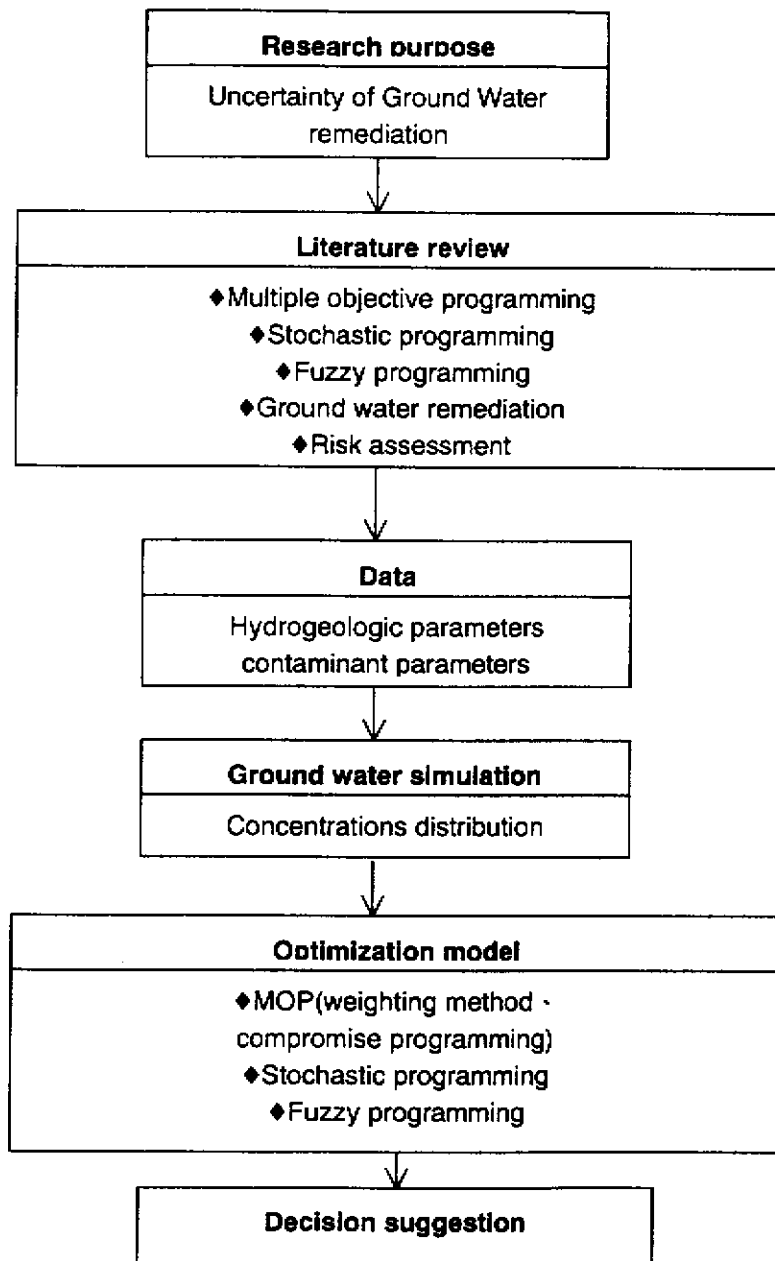 Research purpose
Uncertainty of Ground Water
remediation
Literature review
◆Multiple objective programming
◆Stochastic programming
◆Fuzzy programming
◆Ground water remediation
◆Risk assessment
Data
Hydrogeologic parameters
contaminant parameters
Ground water simulation
Concentrations distribution
Optimization model
◆MOP(weighting method、
compromise programming)
◆Stochastic programming
◆Fuzzy programming
Decision suggestion